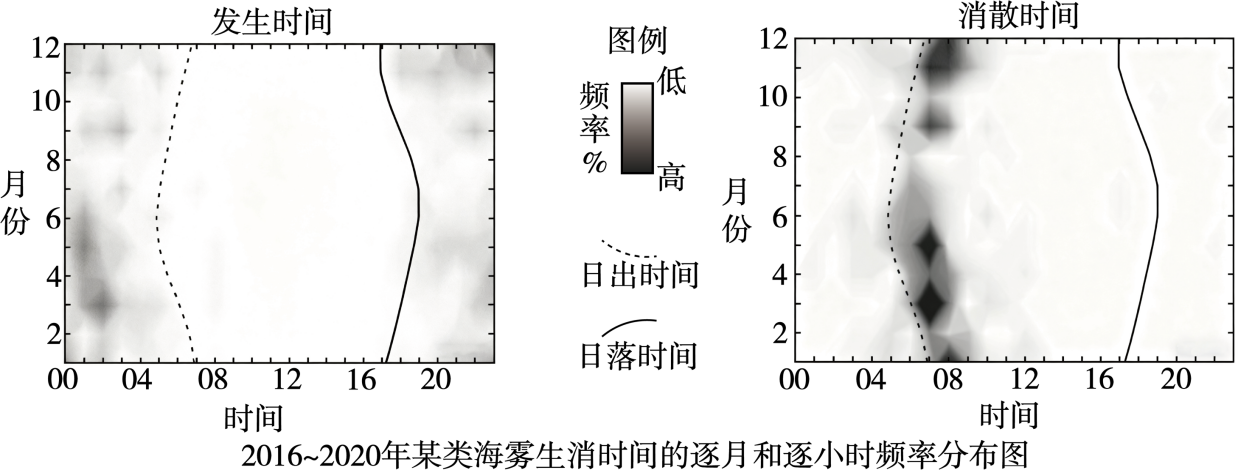 发生时间
12
10
8
6
4
2
月份
00 04 08 12 16 20
时间
图例
频率%
低
高
日出时间
日落时间
消散时间
12
10
8
6
4
2
月份
00 04 08 12 16 20
时间
2016~2020年某类海雾生消时间的逐月和逐小时频率分布图